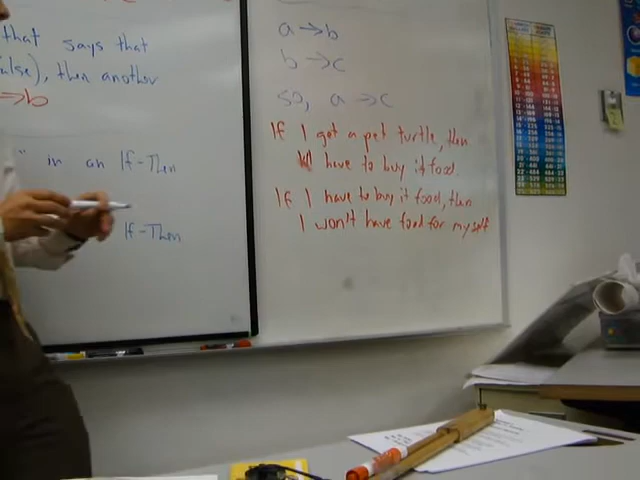 that says that
false), then another
→b
" in an If-Then
If-Then
a→b
b→c
so, a→c
If I get a pet turtle, then
I have to buy it food.
If I have to buy it food, then
I won't have food for myself